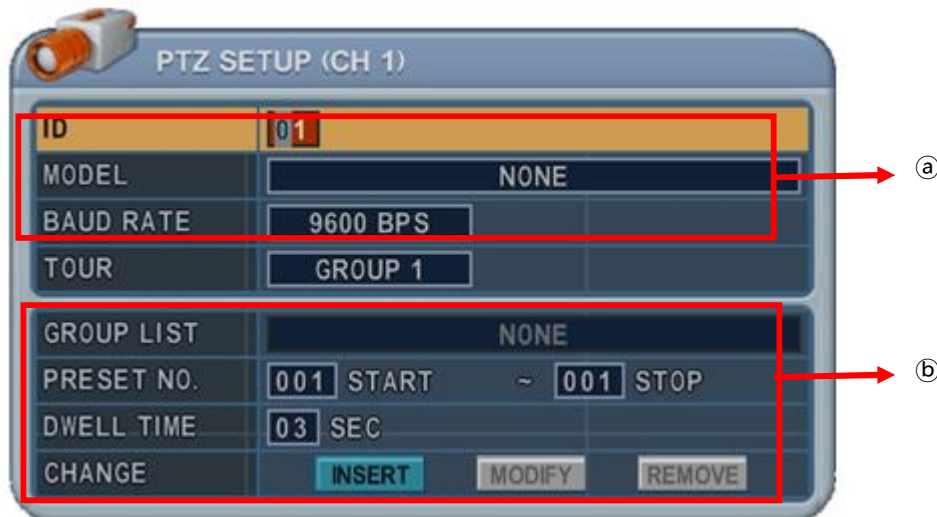 PTZ SETUP (CH 1)
ID 01
MODEL NONE
ⓐ
BAUD RATE 9600 BPS
TOUR GROUP 1
GROUP LIST NONE
PRESET NO. 001 START ~ 001 STOP
ⓑ
DWELL TIME 03 SEC
CHANGE INSERT MODIFY REMOVE